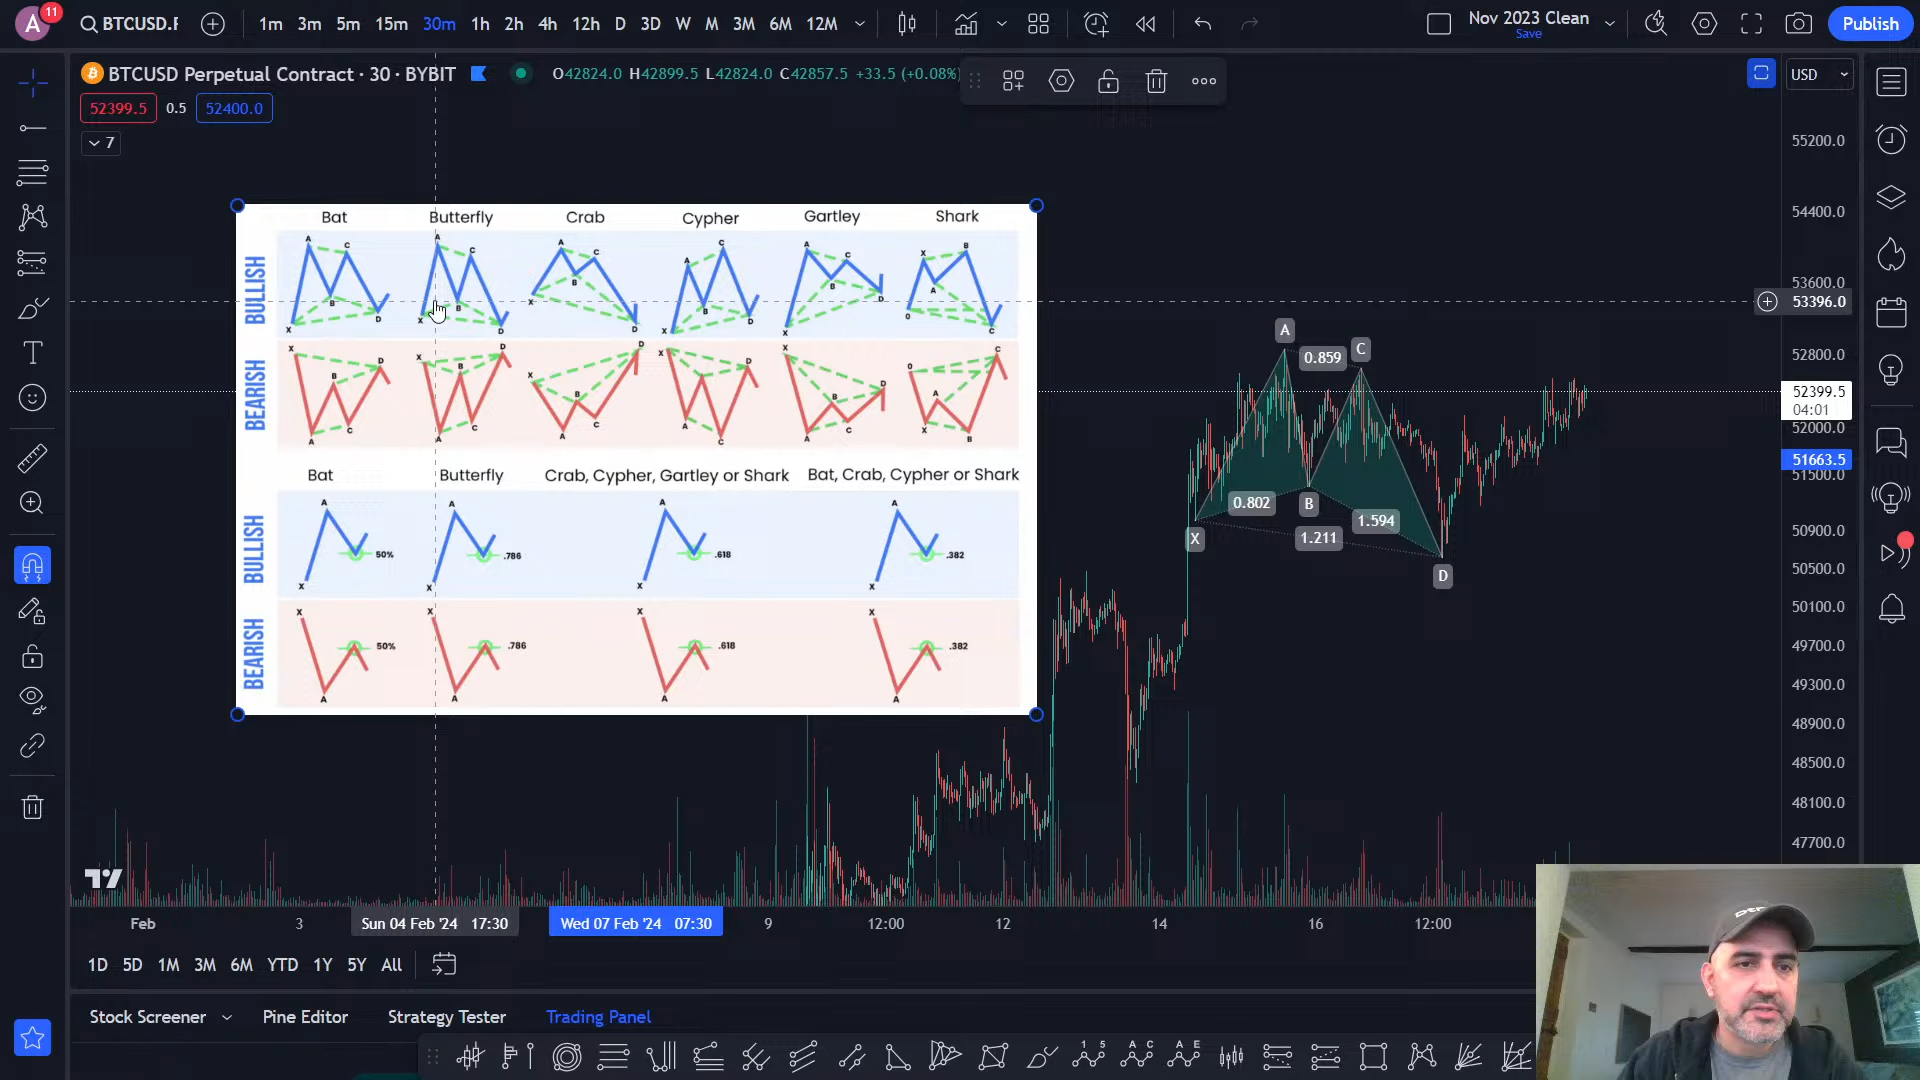 A 11 BTCUSD.F 1m 3m 5m 15m 30m 1h 2h 4h 12h D 3D W M 3M 6M 12M Nov 2023 Clean Publish
Save
BTCUSD Perpetual Contract · 30 · BYBIT O42824.0 H42899.5 L42824.0 C42857.5 +33.5 (+0.08%) USD
52399.5 0.5 52400.0
7
55200.0
54400.0
53600.0
53396.0
52800.0
52399.5
04:01
52000.0
51663.5
51500.0
50900.0
50500.0
50100.0
49700.0
49300.0
48900.0
48500.0
48100.0
47700.0
Bat Butterfly Crab Cypher Gartley Shark
BULLISH
A C B D X
A C B D X
A C B D X
A C B D X
A C B D X
X B A C 0
BEARISH
X D B A C
X D B A C
X D B A C
X D B A C
X D B A C
0 C A X B
Bat Butterfly Crab, Cypher, Gartley or Shark Bat, Crab, Cypher or Shark
BULLISH
A 50% X
A .786 X
A .618 X
A .382 X
BEARISH
X 50% A
X .786 A
X .618 A
X .382 A
A
0.859 C
0.802 B 1.594
X 1.211
D
Feb 3 Sun 04 Feb '24 17:30 Wed 07 Feb '24 07:30 9 12:00 12 14 16 12:00
1D 5D 1M 3M 6M YTD 1Y 5Y All
Stock Screener Pine Editor Strategy Tester Trading Panel
1 5 A C A E